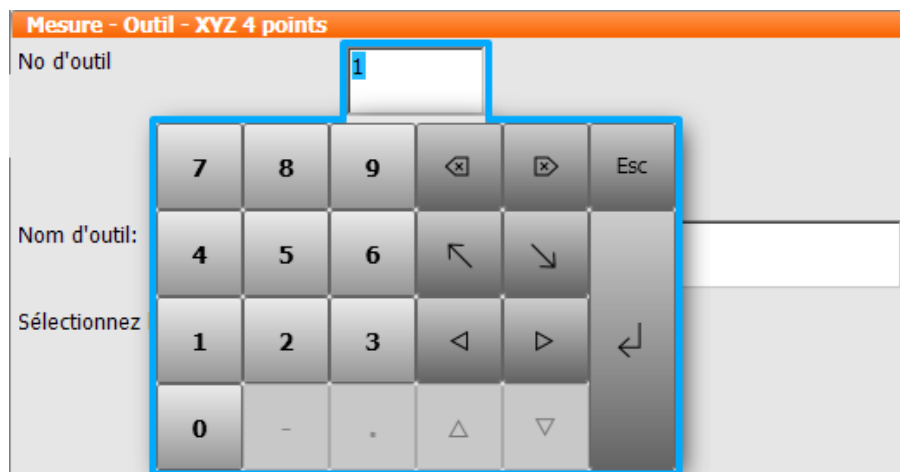 Mesure - Outil - XYZ 4 points
No d'outil
1
7 8 9 Esc
Nom d'outil:
4 5 6
Sélectionnez
1 2 3
0 - .